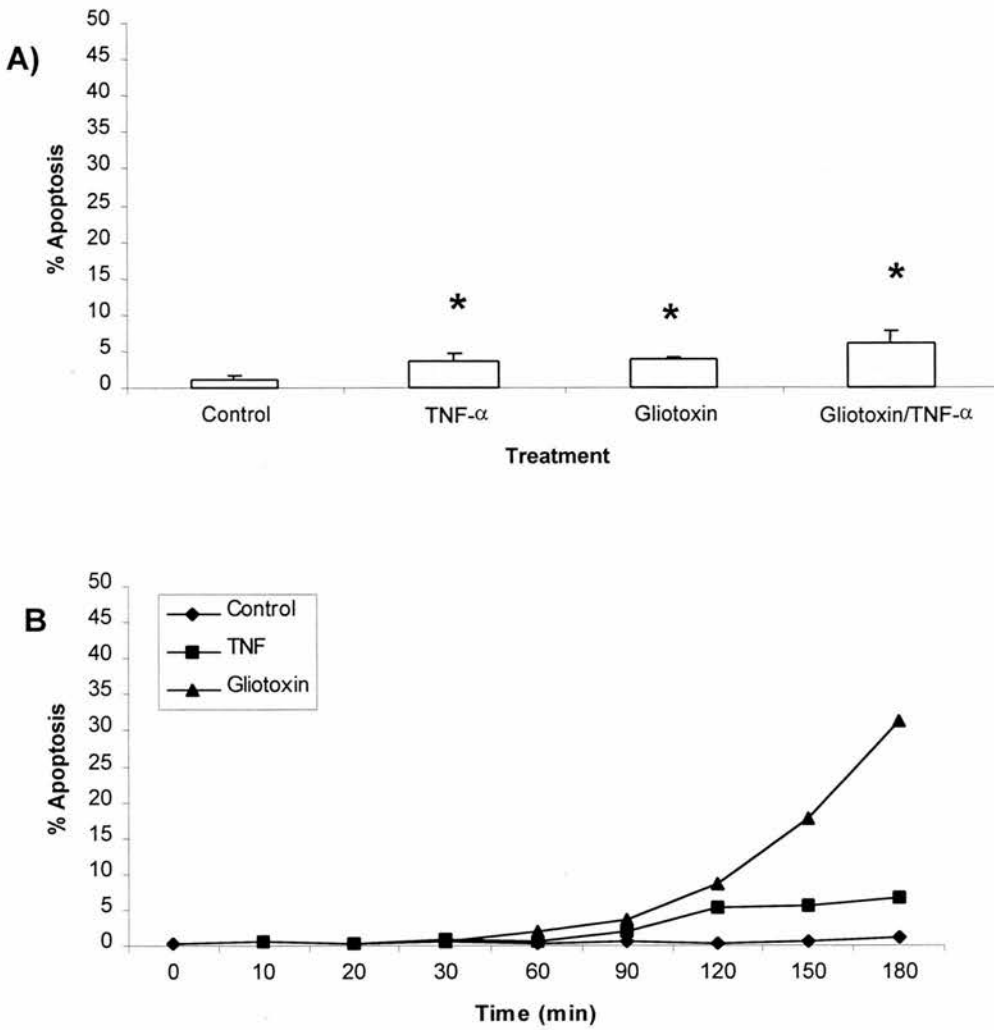 A)
% Apoptosis
50
45
40
35
30
25
20
15
10
5
0
*
*
*
Control TNF-α Gliotoxin Gliotoxin/TNF-α
Treatment
B
% Apoptosis
50
45
40
35
30
25
20
15
10
5
0
Control
TNF
Gliotoxin
0 10 20 30 60 90 120 150 180
Time (min)